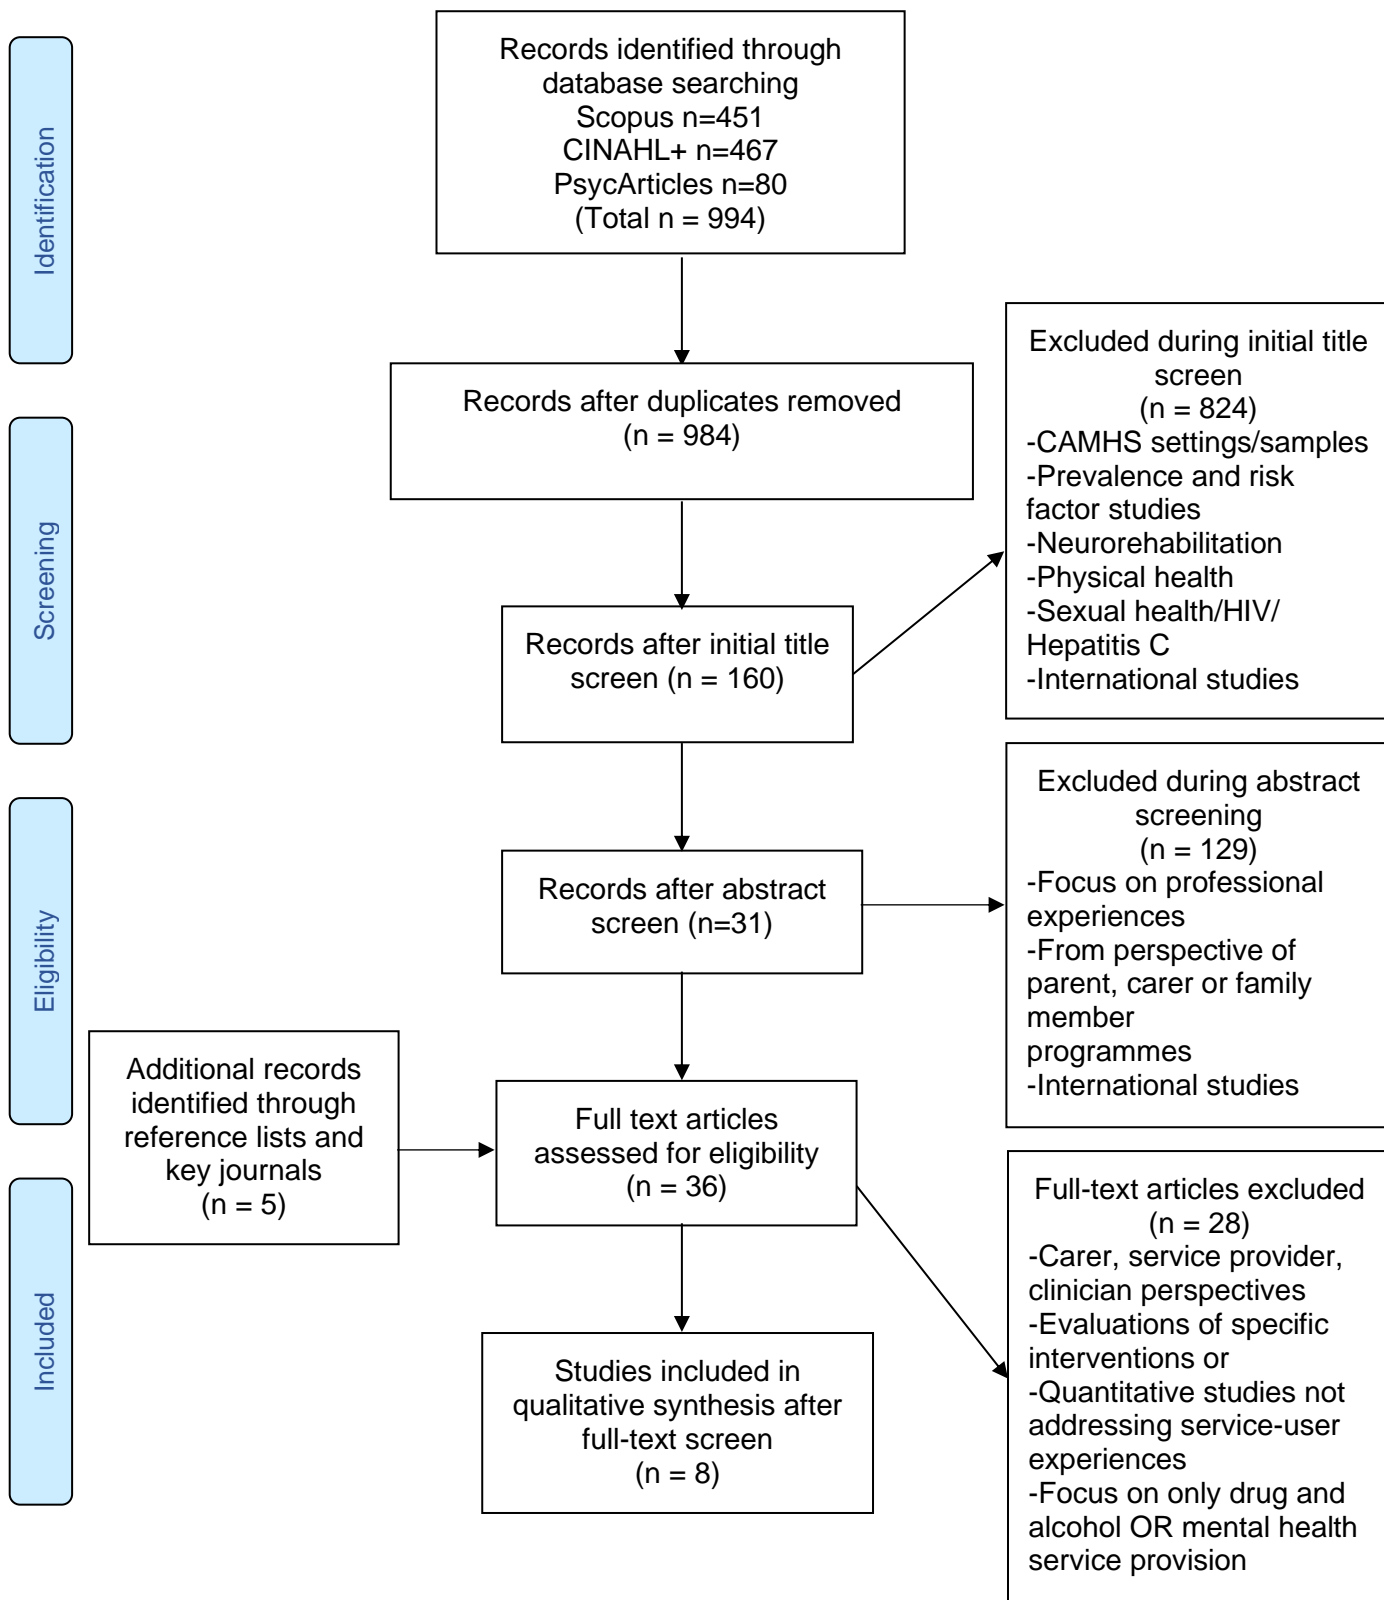 Identification
Records identified through
database searching
Scopus n=451
CINAHL+ n=467
PsycArticles n=80
(Total n = 994)
Records after duplicates removed
(n = 984)
Excluded during initial title
screen
(n = 824)
-CAMHS settings/samples
-Prevalence and risk
factor studies
-Neurorehabilitation
-Physical health
-Sexual health/HIV/
Hepatitis C
-International studies
Screening
Records after initial title
screen (n = 160)
Excluded during abstract
screening
(n = 129)
-Focus on professional
experiences
-From perspective of
parent, carer or family
member
programmes
-International studies
Eligibility
Records after abstract
screen (n=31)
Additional records
identified through
reference lists and
key journals
(n = 5)
Full text articles
assessed for eligibility
(n = 36)
Full-text articles excluded
(n = 28)
-Carer, service provider,
clinician perspectives
-Evaluations of specific
interventions or
-Quantitative studies not
addressing service-user
experiences
-Focus on only drug and
alcohol OR mental health
service provision
Included
Studies included in
qualitative synthesis after
full-text screen
(n = 8)